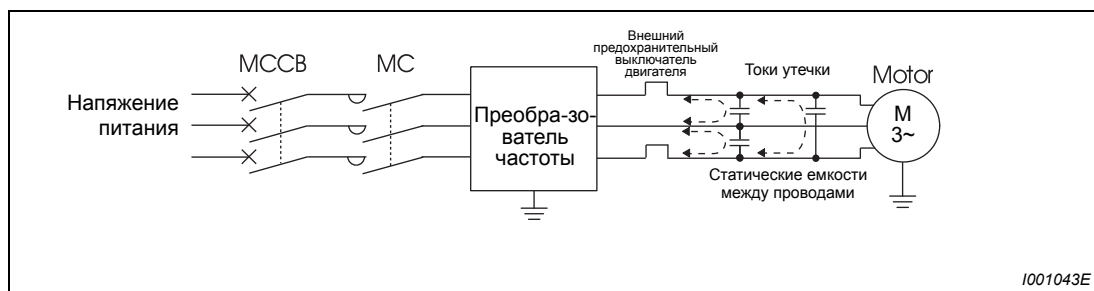 MCCB
MC
Внешний
предохранительный
выключатель
двигателя
Токи утечки
Motor
Напяжение
питания
Преобра-зо-
ватель
частоты
M
3~
Статические емкости
между проводами
I001043E